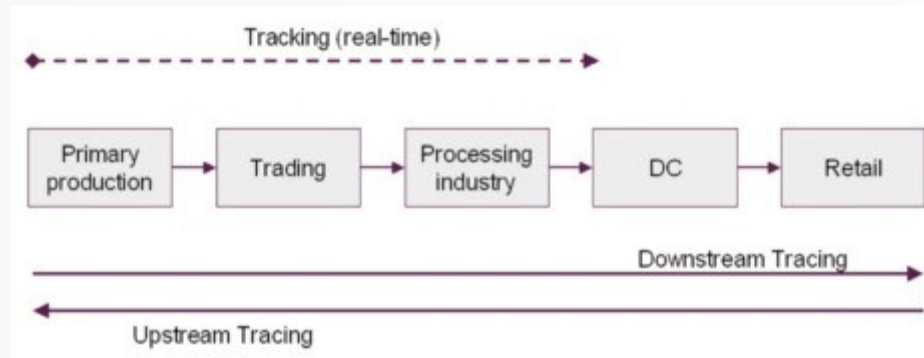 Tracking (real-time)
Primary
production
Trading
Processing
industry
DC
Retail
Downstream Tracing
Upstream Tracing